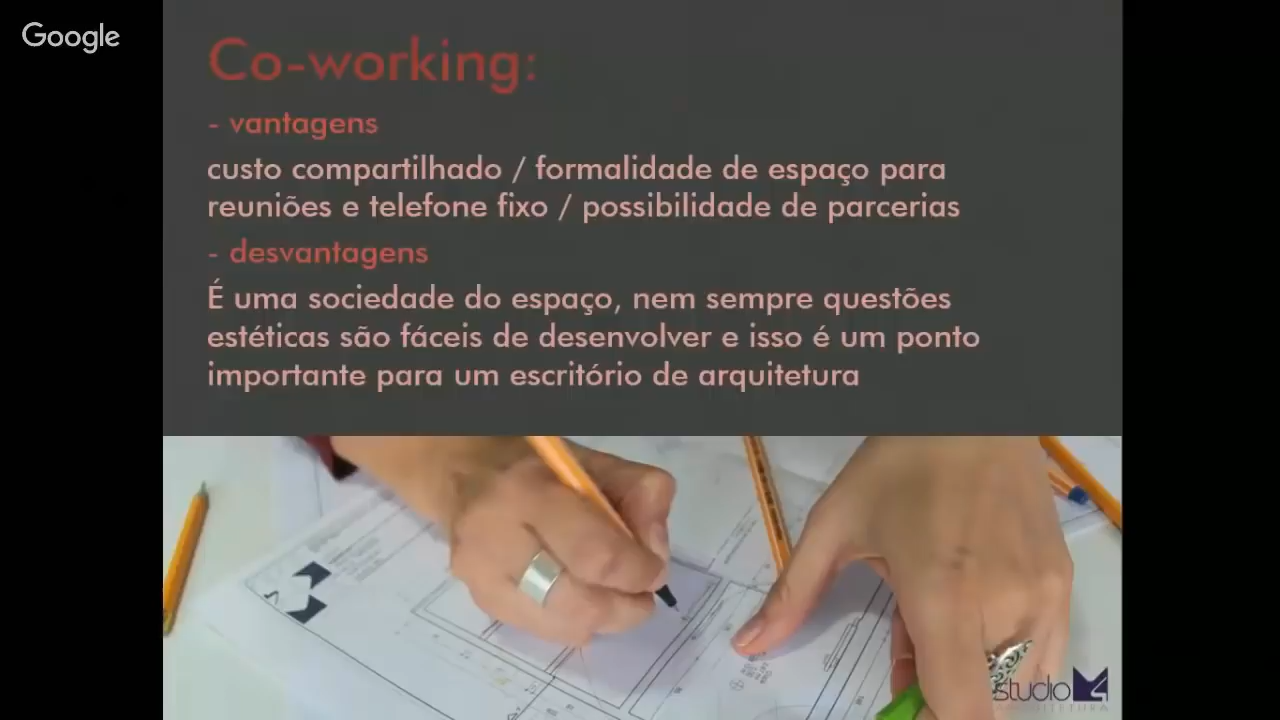 Google
Co-working:
- vantagens
custo compartilhado / formalidade de espaço para
reuniões e telefone fixo / possibilidade de parcerias
- desvantagens
É uma sociedade do espaço, nem sempre questões
estéticas são fáceis de desenvolver e isso é um ponto
importante para um escritório de arquitetura
studio
ARQUITETURA